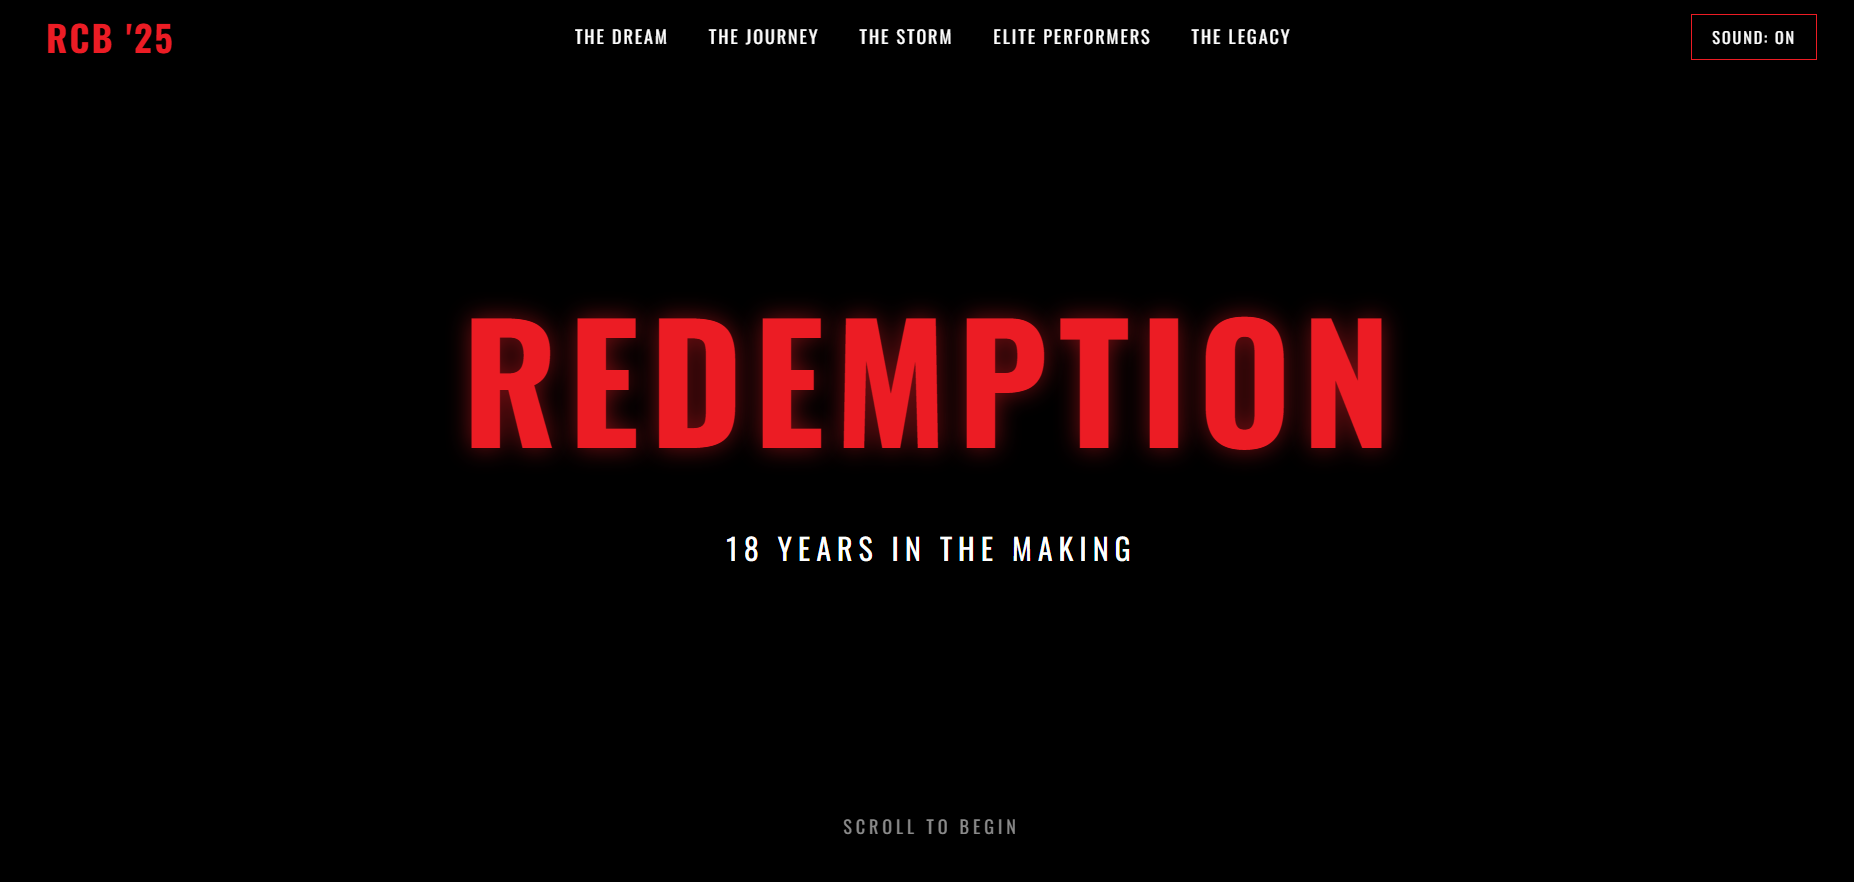 RCB '25
THE DREAM
THE JOURNEY
THE STORM
ELITE PERFORMERS
THE LEGACY
SOUND: ON
REDEMPTION
18 YEARS IN THE MAKING
SCROLL TO BEGIN